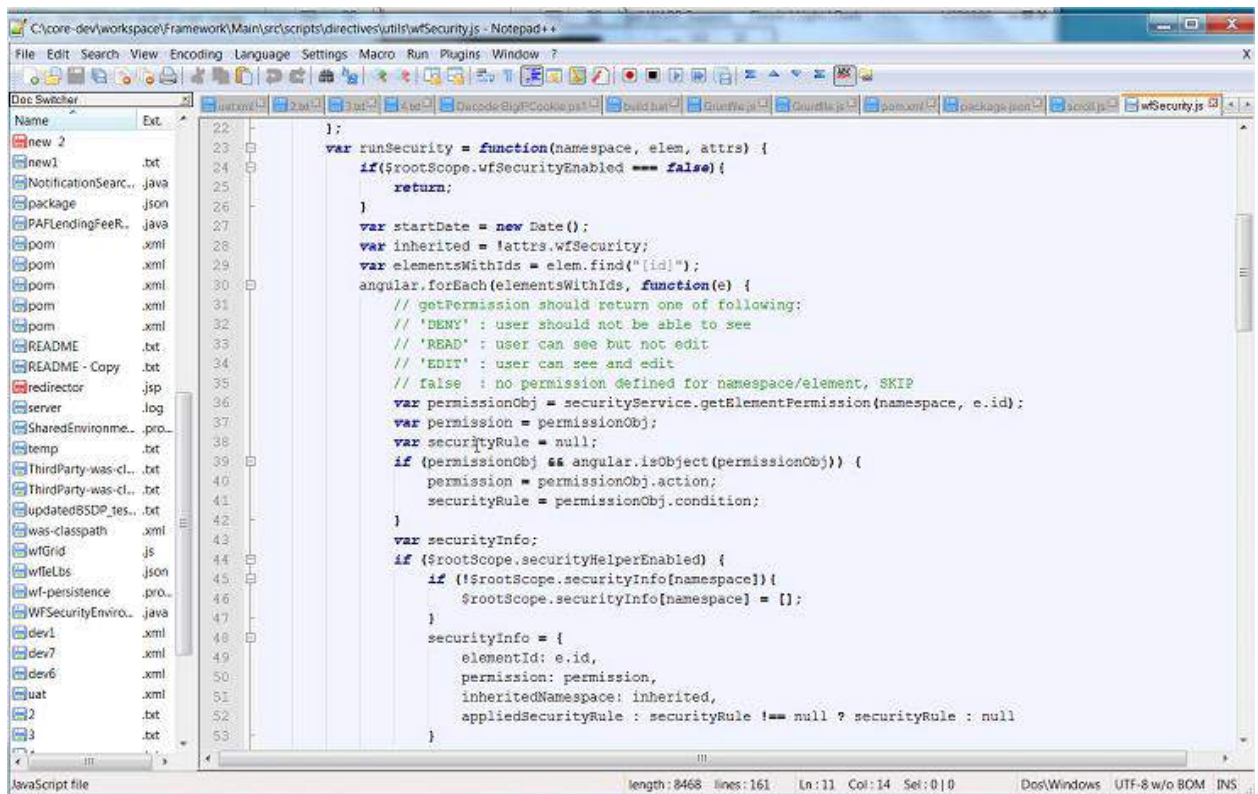 C:\core-dev\workspace\Framework\Main\src\scripts\directives\utils\wfSecurity.js - Notepad++
File Edit Search View Encoding Language Settings Macro Run Plugins Window ?
X
Doc Switcher
2.txt 3.txt 4.txt build.bat Gruntfile.js Gruntfile.js pom.xml package.json scroll.js wfSecurity.js
Name Ext.
new 2
new1 .txt
NotificationSearc... .java
package .json
PAFLendingFeeR... .java
pom .xml
pom .xml
pom .xml
pom .xml
pom .xml
README .txt
README - Copy .txt
redirector .jsp
server .log
SharedEnvironme... .pro...
temp .txt
ThirdParty-was-cl... .txt
ThirdParty-was-cl... .txt
updatedBSDP_tes... .txt
was-classpath .xml
wfGrid .js
wfIeLbs .json
wf-persistence .pro...
WFSecurityEnviro... .java
dev1 .xml
dev7 .xml
dev6 .xml
uat .xml
2 .txt
3 .txt
22 };
23 var runSecurity = function(namespace, elem, attrs) {
24 if($rootScope.wfSecurityEnabled === false){
25 return;
26 }
27 var startDate = new Date();
28 var inherited = !attrs.wfSecurity;
29 var elementsWithIds = elem.find("[id]");
30 angular.forEach(elementsWithIds, function(e) {
31 // getPermission should return one of following:
32 // 'DENY' : user should not be able to see
33 // 'READ' : user can see but not edit
34 // 'EDIT' : user can see and edit
35 // false : no permission defined for namespace/element, SKIP
36 var permissionObj = securityService.getElementPermission(namespace, e.id);
37 var permission = permissionObj;
38 var securityRule = null;
39 if (permissionObj && angular.isObject(permissionObj)) {
40 permission = permissionObj.action;
41 securityRule = permissionObj.condition;
42 }
43 var securityInfo;
44 if ($rootScope.securityHelperEnabled) {
45 if (!$rootScope.securityInfo[namespace]){
46 $rootScope.securityInfo[namespace] = [];
47 }
48 securityInfo = {
49 elementId: e.id,
50 permission: permission,
51 inheritedNamespace: inherited,
52 appliedSecurityRule : securityRule !== null ? securityRule : null
53 }
JavaScript file length : 8468 lines : 161 Ln : 11 Col : 14 Sel : 0 | 0 Dos\Windows UTF-8 w/o BOM INS